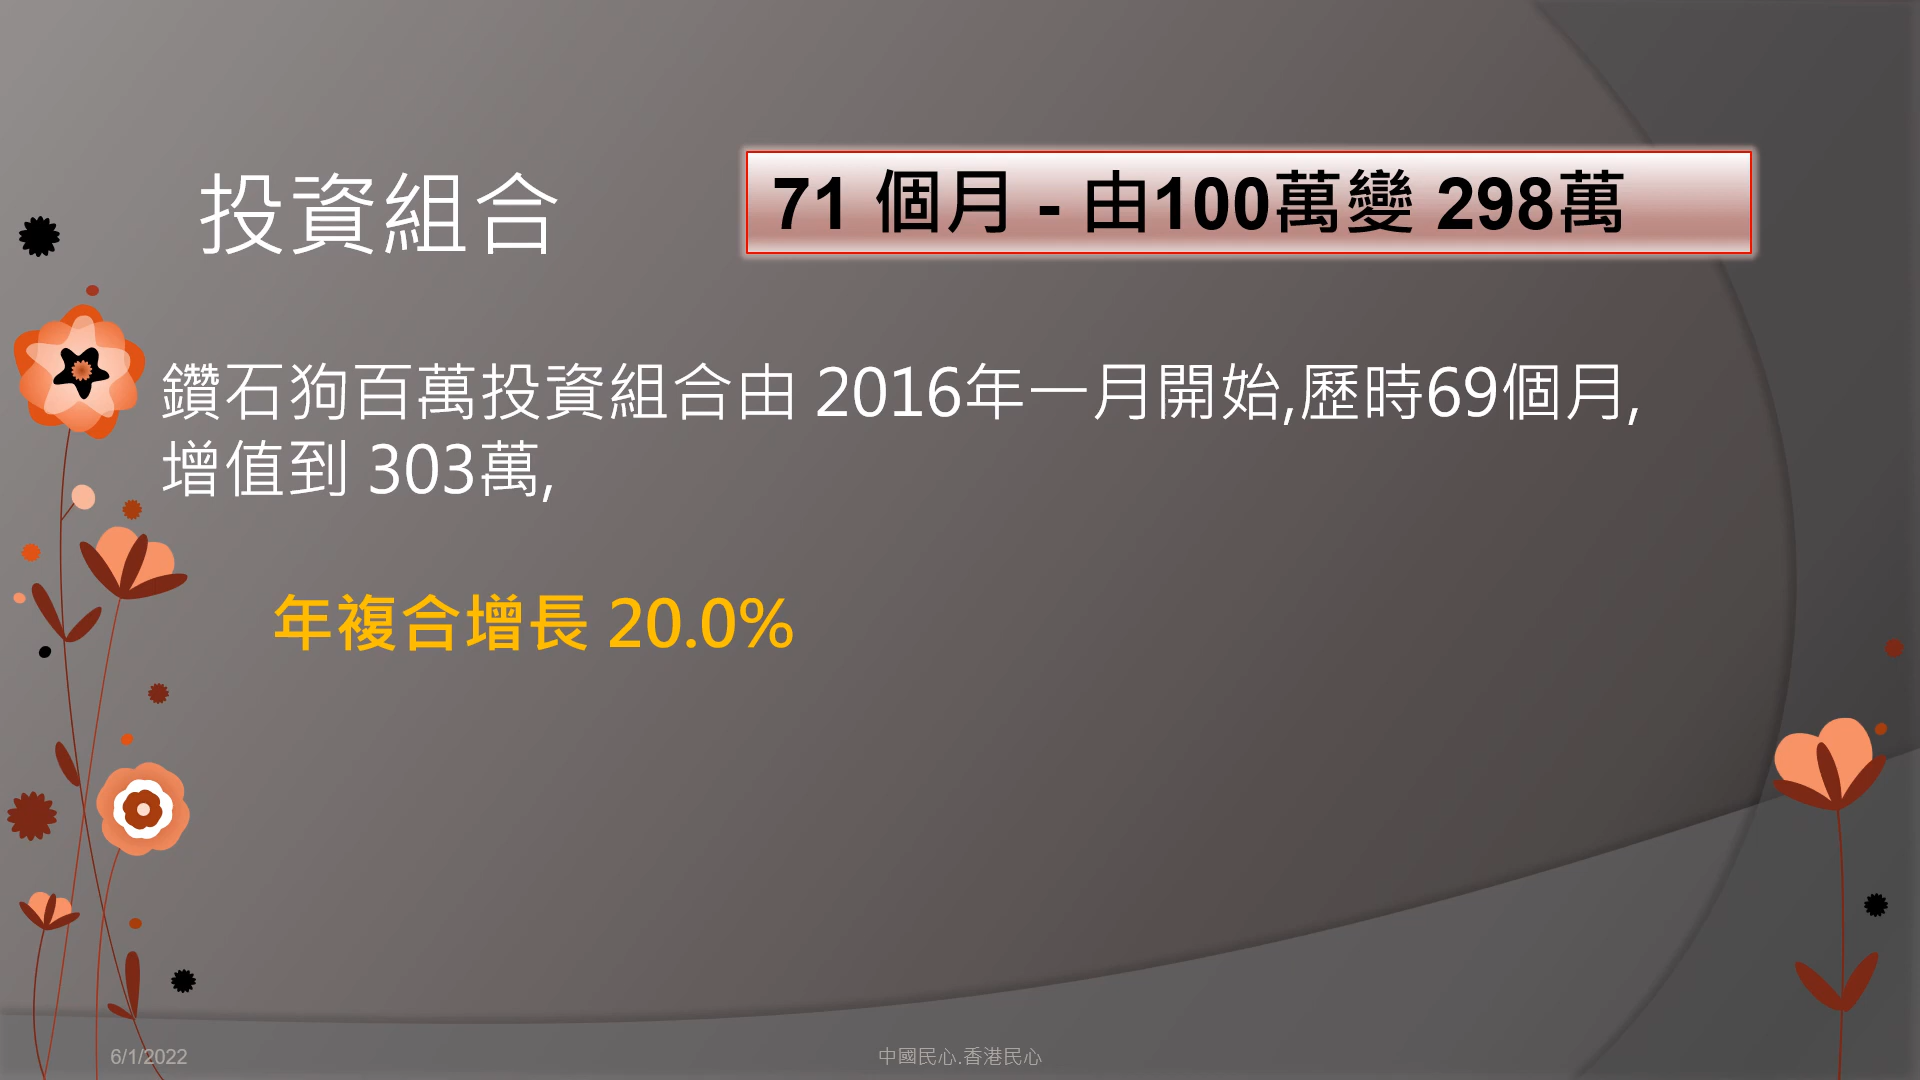 投資組合
71 個月 - 由100萬變 298萬
鑽石狗百萬投資組合由 2016年一月開始,歷時69個月,
增值到 303萬,
年複合增長 20.0%
6/1/2022
中國民心.香港民心